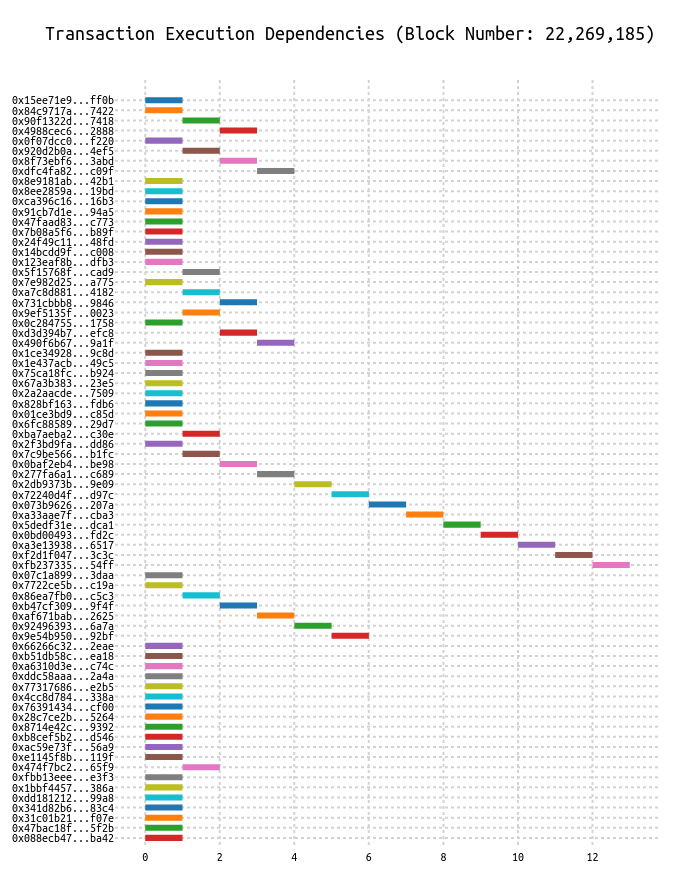 Transaction Execution Dependencies (Block Number: 22,269,185)
0x15ee71e9...ff0b
0x84c9717a...7422
0x90f1322d...7418
0x4988cec6...2888
0x0f07dcc0...f220
0x920d2b0a...4ef5
0x8f73ebf6...3abd
0xdfc4fa82...c09f
0x8e9181ab...42b1
0x8ee2859a...19bd
0xca396c16...16b3
0x91cb7d1e...94a5
0x47faad83...c773
0x7b08a5f6...b89f
0x24f49c11...48fd
0x14bcdd9f...c008
0x123eaf8b...dfb3
0x5f15768f...cad9
0x7e982d25...a775
0xa7c8d881...4182
0x731cbbb8...9846
0x9ef5135f...0023
0x0c284755...1758
0xd3d394b7...efc8
0x490f6b67...9a1f
0x1ce34928...9c8d
0x1e437acb...49c5
0x75ca18fc...b924
0x67a3b383...23e5
0x2a2aacde...7509
0x828bf163...fdb6
0x01ce3bd9...c85d
0x6fc88589...29d7
0xba7aeba2...c30e
0x2f3bd9fa...dd86
0x7c9be566...b1fc
0x0baf2eb4...be98
0x277fa6a1...c689
0x2db9373b...9e09
0x72240d4f...d97c
0x073b9626...207a
0xa33aae7f...cba3
0x5dedf31e...dca1
0x0bd00493...fd2c
0xa3e13938...6517
0xf2d1f047...3c3c
0xfb237335...54ff
0x07c1a899...3daa
0x7722ce5b...c19a
0x86ea7fb0...c5c3
0xb47cf309...9f4f
0xaf671bab...2625
0x92496393...6a7a
0x9e54b950...92bf
0x66266c32...2eae
0xb51db58c...ea18
0xa6310d3e...c74c
0xddc58aaa...2a4a
0x77317686...e2b5
0x4cc8d784...338a
0x76391434...cf00
0x28c7ce2b...5264
0x8714e42c...9392
0xb8cef5b2...d546
0xac59e73f...56a9
0xe1145f8b...119f
0x474f7bc2...65f9
0xfbb13eee...e3f3
0x1bbf4457...386a
0xdd181212...99a8
0x341d82b6...83c4
0x31c01b21...f07e
0x47bac18f...5f2b
0x088ecb47...ba42
0 2 4 6 8 10 12